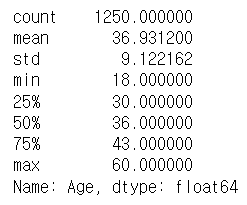 count    1250.000000
mean       36.931200
std         9.122162
min        18.000000
25%        30.000000
50%        36.000000
75%        43.000000
max        60.000000
Name: Age, dtype: float64